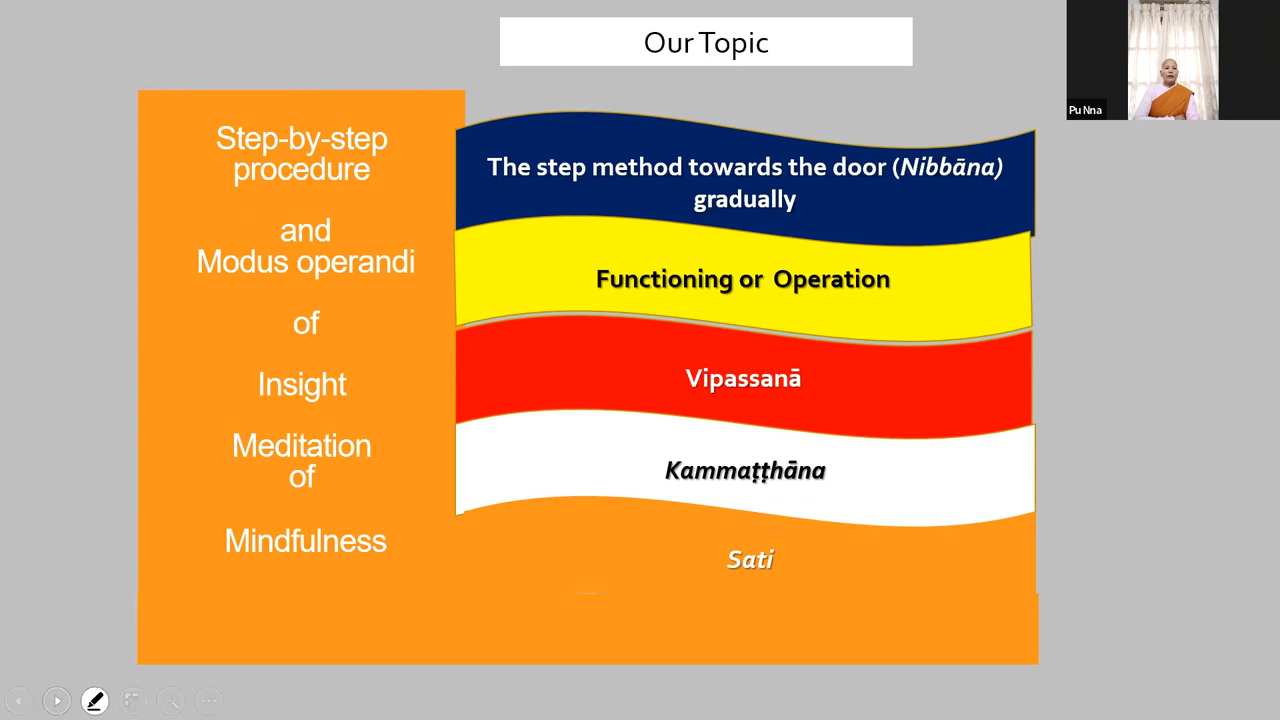 Our Topic
Step-by-step
procedure
and
Modus operandi
of
Insight
Meditation
of
Mindfulness
The step method towards the door (Nibbāna)
gradually
Functioning or Operation
Vipassanā
Kammaṭṭhāna
Sati
Pu Nna